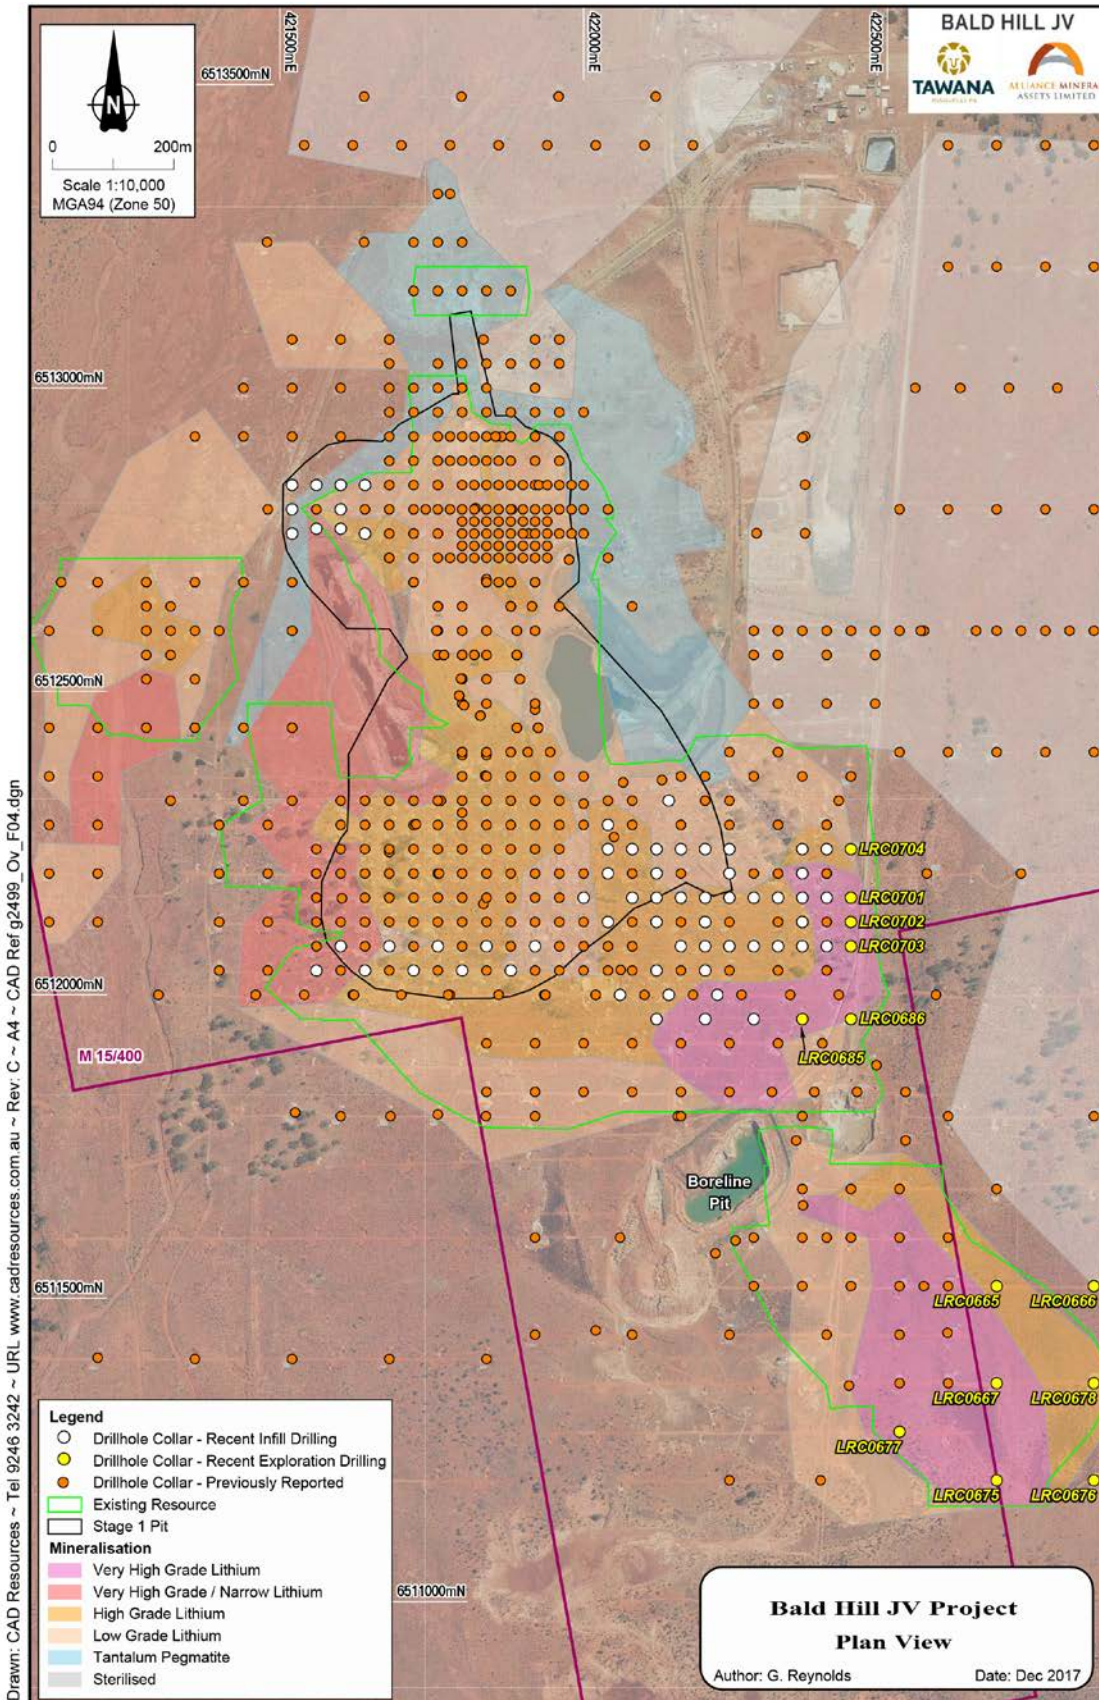 421500mE
422000mE
422500mE
BALD HILL JV
TAWANA
ALLIANCE MINERA
ASSETS LIMITED
6513500mN
N
0 200m
Scale 1:10,000
MGA94 (Zone 50)
6513000mN
6512500mN
LRC0704
LRC0701
LRC0702
LRC0703
6512000mN
LRC0686
LRC0685
M 15/400
Boreline
Pit
6511500mN
LRC0665
LRC0666
LRC0667
LRC0678
LRC0677
LRC0675
LRC0676
Legend
Drillhole Collar - Recent Infill Drilling
Drillhole Collar - Recent Exploration Drilling
Drillhole Collar - Previously Reported
Existing Resource
Stage 1 Pit
Mineralisation
Very High Grade Lithium
Very High Grade / Narrow Lithium
High Grade Lithium
Low Grade Lithium
Tantalum Pegmatite
Sterilised
6511000mN
Bald Hill JV Project
Plan View
Author: G. Reynolds Date: Dec 2017
Drawn: CAD Resources ~ Tel 9246 3242 ~ URL www.cadresources.com.au ~ Rev: C ~ A4 ~ CAD Ref g2499_Ov_F04.dgn